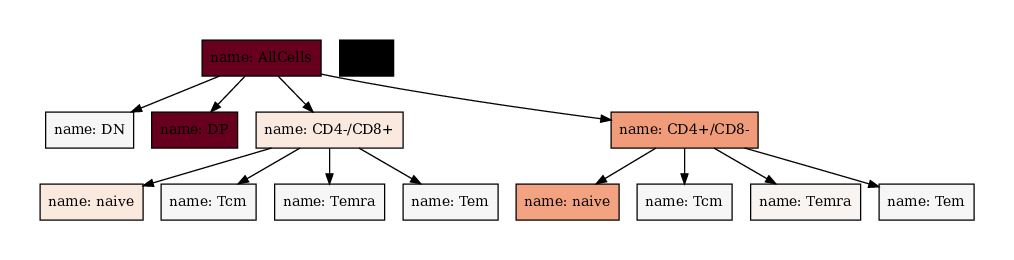 name: AllCells
name: DN
name: DP
name: CD4-/CD8+
name: CD4+/CD8-
name: naive
name: Tcm
name: Temra
name: Tem
name: naive
name: Tcm
name: Temra
name: Tem